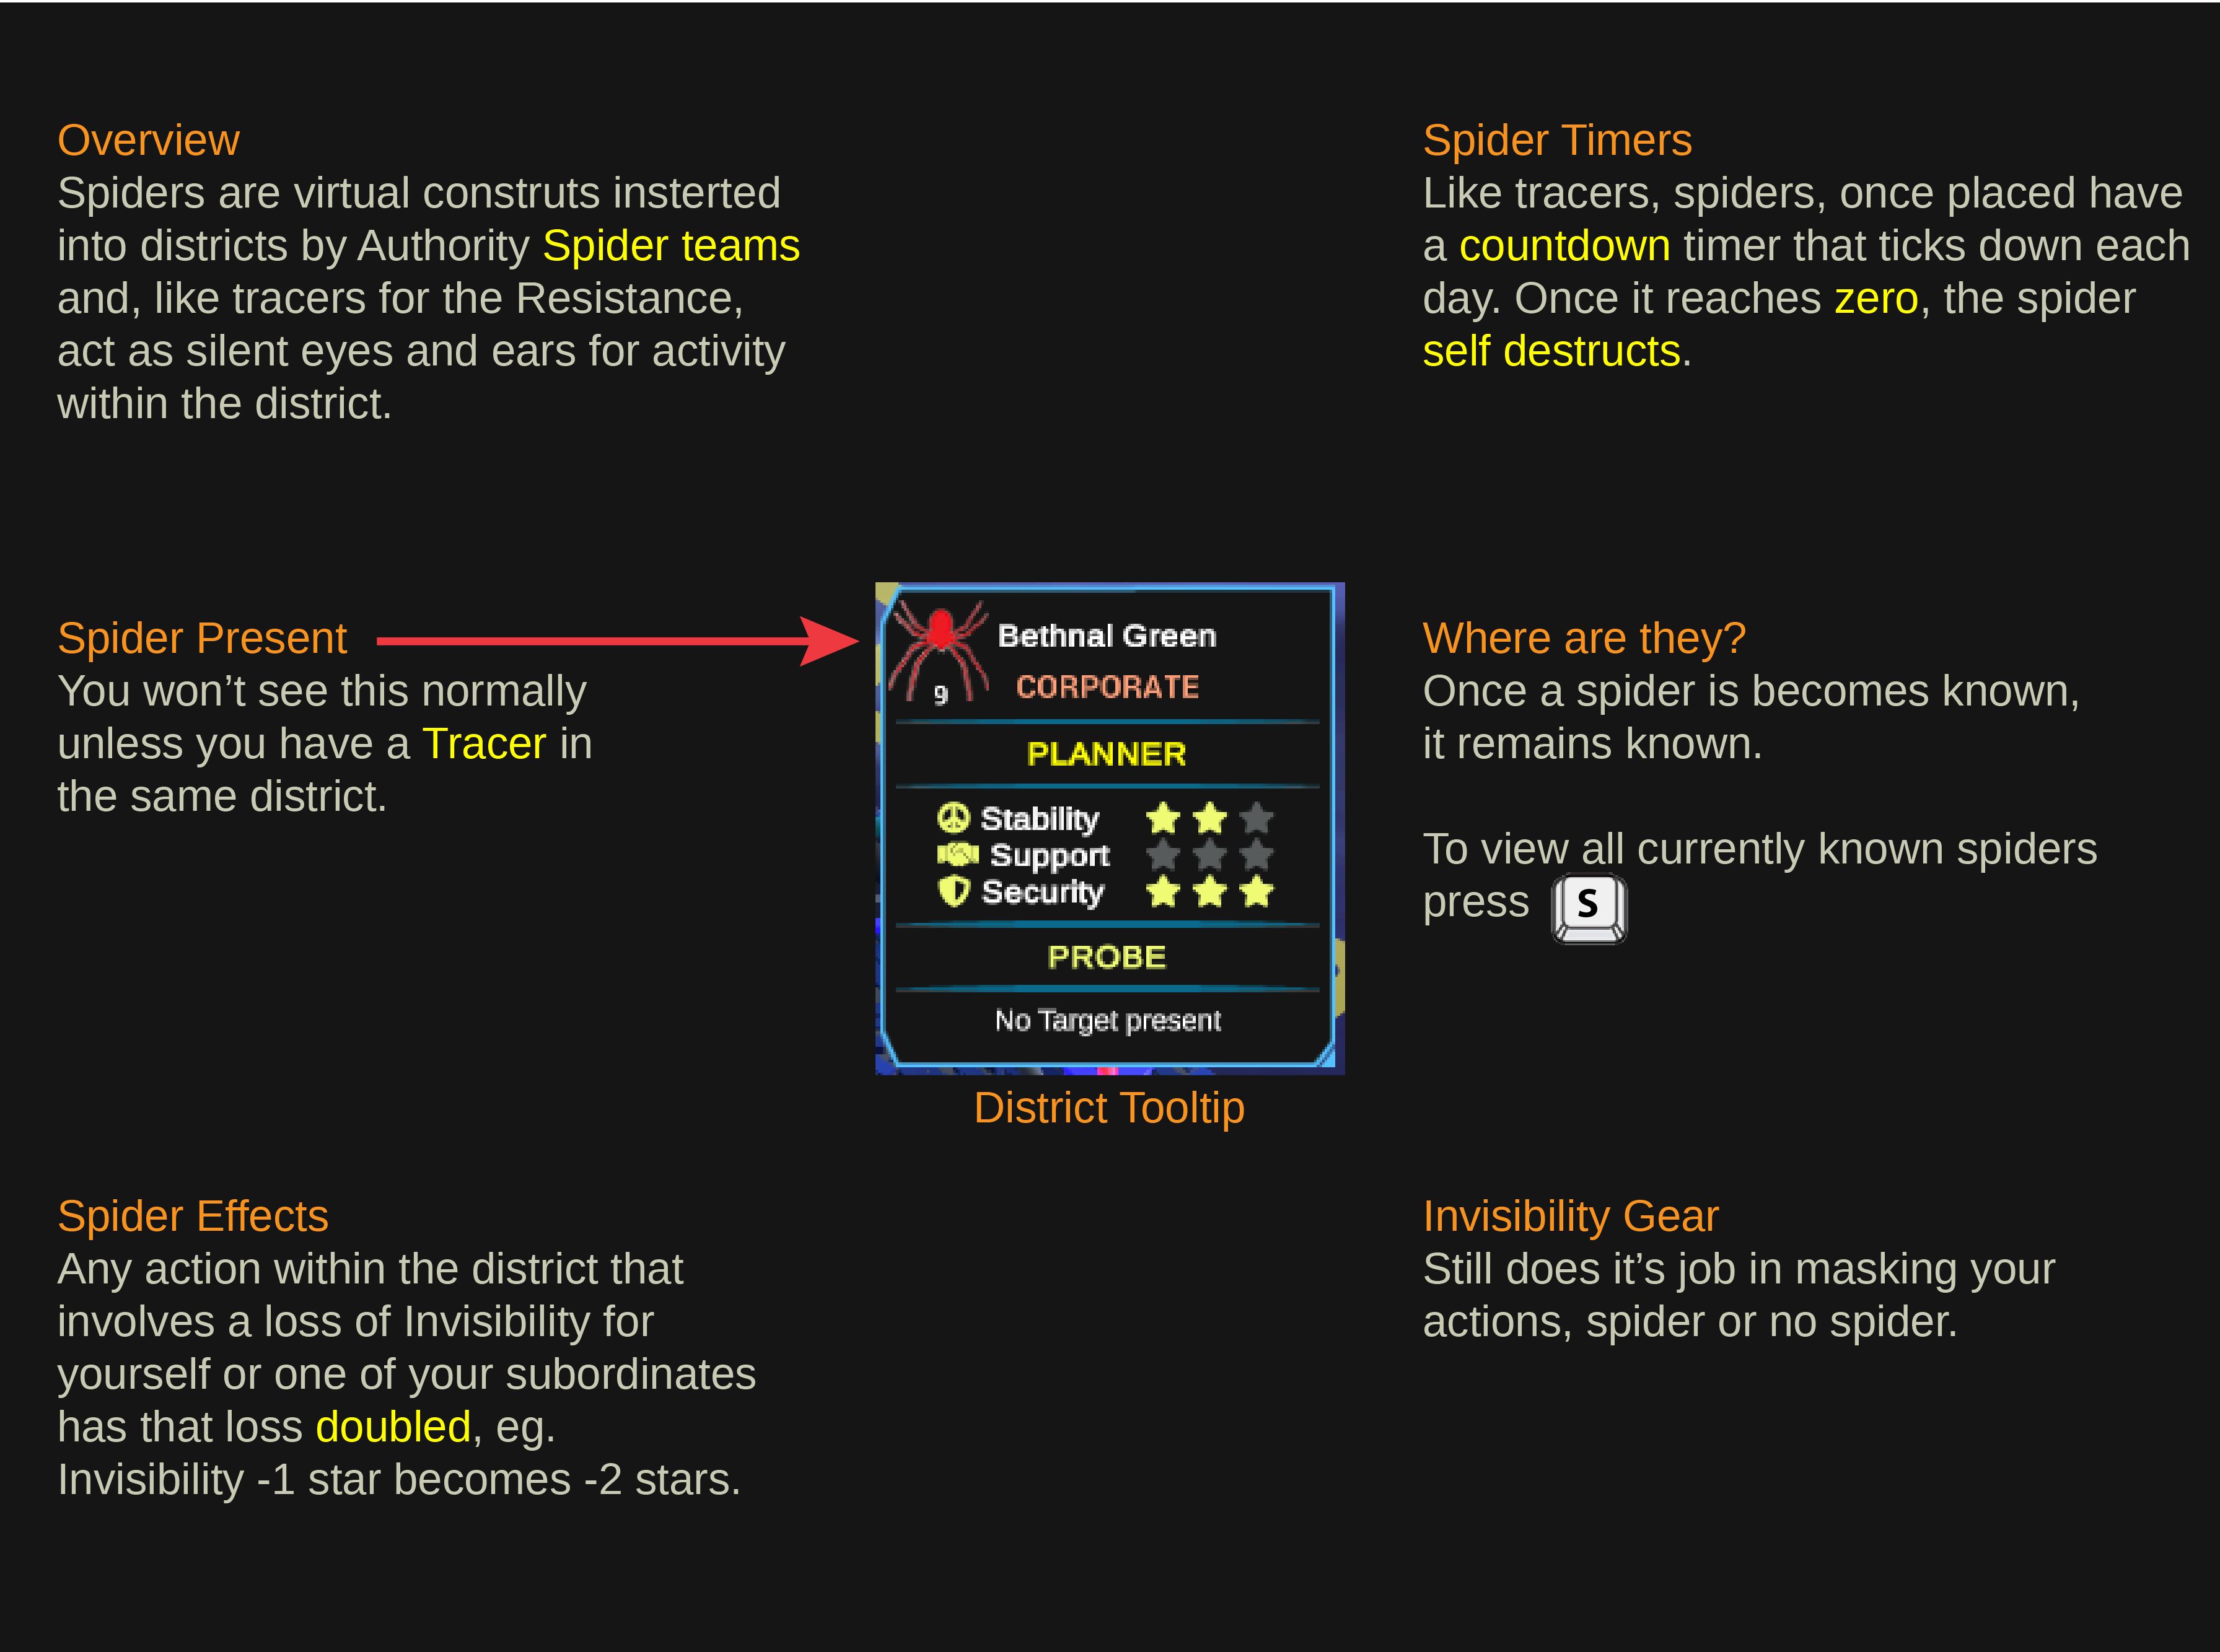 Overview
Spiders are virtual construts insterted
into districts by Authority Spider teams
and, like tracers for the Resistance,
act as silent eyes and ears for activity
within the district.
Spider Timers
Like tracers, spiders, once placed have
a countdown timer that ticks down each
day. Once it reaches zero, the spider
self destructs.
Spider Present
You won’t see this normally
unless you have a Tracer in
the same district.
Bethnal Green
CORPORATE
9
PLANNER
Stability
Support
Security
PROBE
No Target present
District Tooltip
Where are they?
Once a spider is becomes known,
it remains known.
To view all currently known spiders
press S
Spider Effects
Any action within the district that
involves a loss of Invisibility for
yourself or one of your subordinates
has that loss doubled, eg.
Invisibility -1 star becomes -2 stars.
Invisibility Gear
Still does it’s job in masking your
actions, spider or no spider.